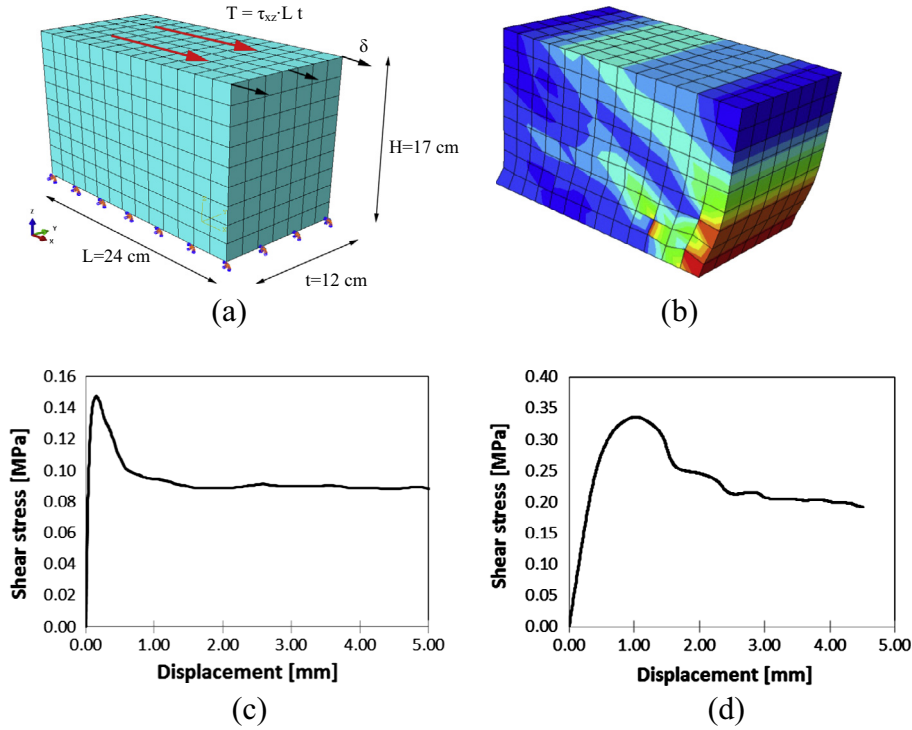 T = τxz·L t
δ
H=17 cm
z
Y
X
L=24 cm
t=12 cm
(a)
(b)
0.16
0.14
0.12
0.10
0.08
0.06
0.04
0.02
0.00
Shear stress [MPa]
0.00 1.00 2.00 3.00 4.00 5.00
Displacement [mm]
(c)
0.40
0.35
0.30
0.25
0.20
0.15
0.10
0.05
0.00
Shear stress [MPa]
0.00 1.00 2.00 3.00 4.00 5.00
Displacement [mm]
(d)